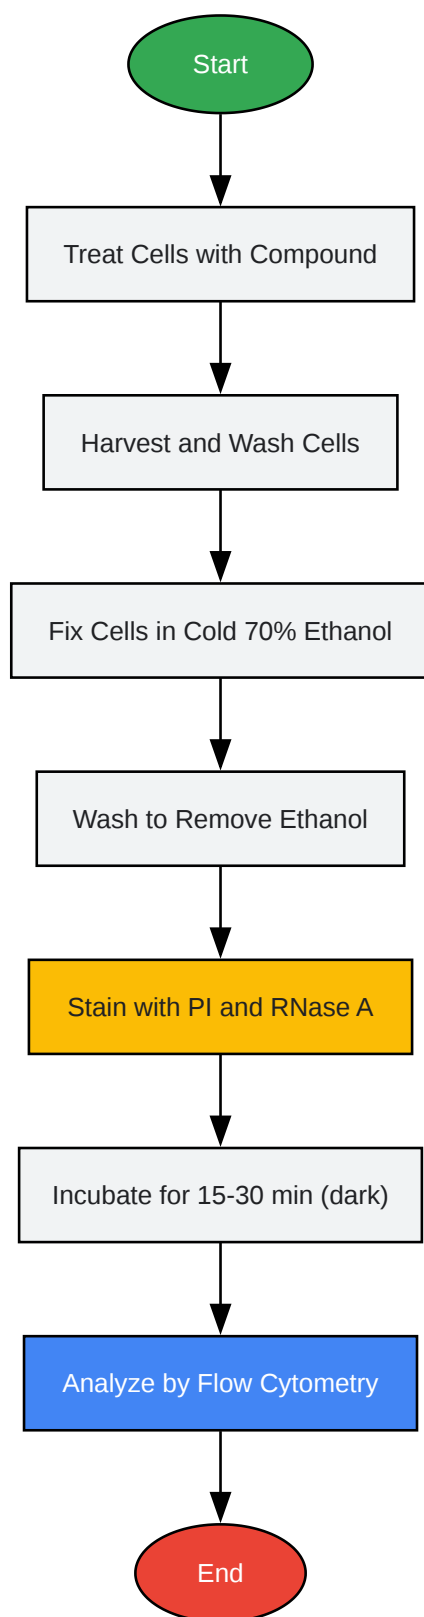 Start
Treat Cells with Compound
Harvest and Wash Cells
Fix Cells in Cold 70% Ethanol
Wash to Remove Ethanol
Stain with PI and RNase A
Incubate for 15-30 min (dark)
Analyze by Flow Cytometry
End